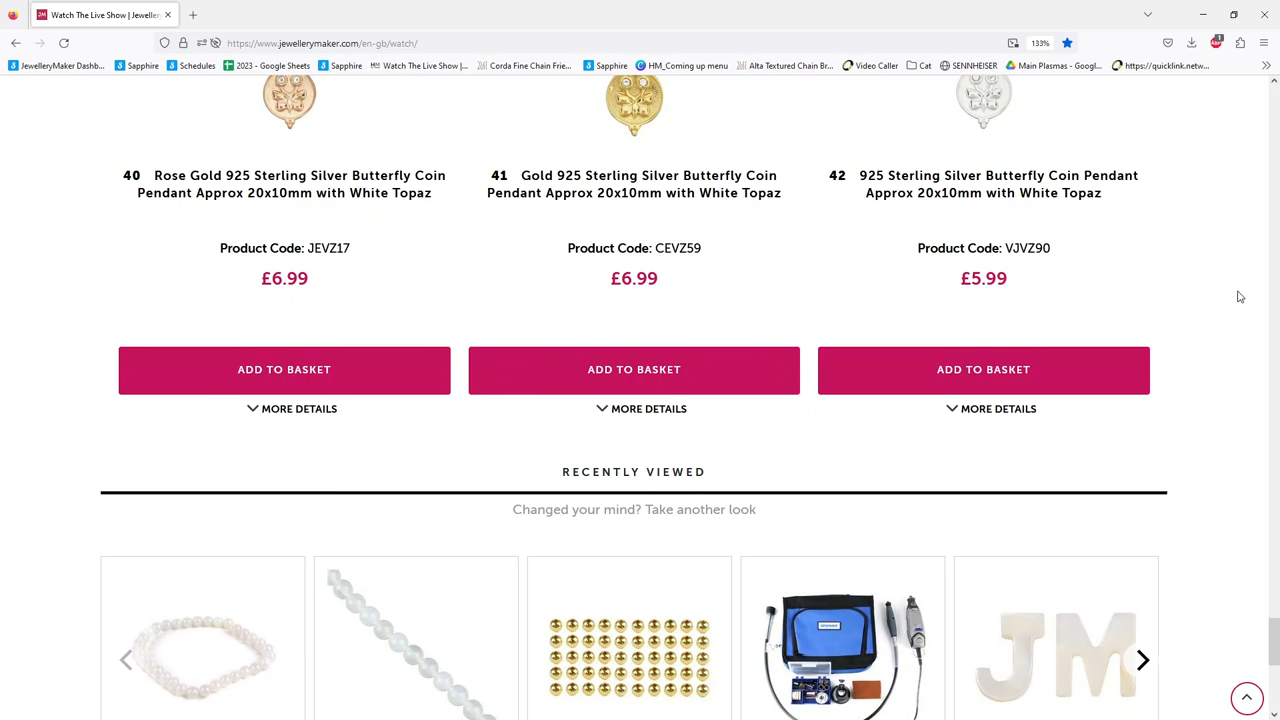 JM Watch The Live Show | Jeweller
https://www.jewellerymaker.com/en-gb/watch/
133%
1
JewelleryMaker Dashb...
Sapphire
Schedules
2023 - Google Sheets
Sapphire
Watch The Live Show |...
Corda Fine Chain Frie...
Sapphire
HM_Coming up menu
Alta Textured Chain Br...
Video Caller
Cat
SENNHEISER
Main Plasmas - Googl...
https://quicklink.netw...
40 Rose Gold 925 Sterling Silver Butterfly Coin
Pendant Approx 20x10mm with White Topaz
Product Code: JEVZ17
£6.99
ADD TO BASKET
MORE DETAILS
41 Gold 925 Sterling Silver Butterfly Coin
Pendant Approx 20x10mm with White Topaz
Product Code: CEVZ59
£6.99
ADD TO BASKET
MORE DETAILS
42 925 Sterling Silver Butterfly Coin Pendant
Approx 20x10mm with White Topaz
Product Code: VJVZ90
£5.99
ADD TO BASKET
MORE DETAILS
RECENTLY VIEWED
Changed your mind? Take another look
JM